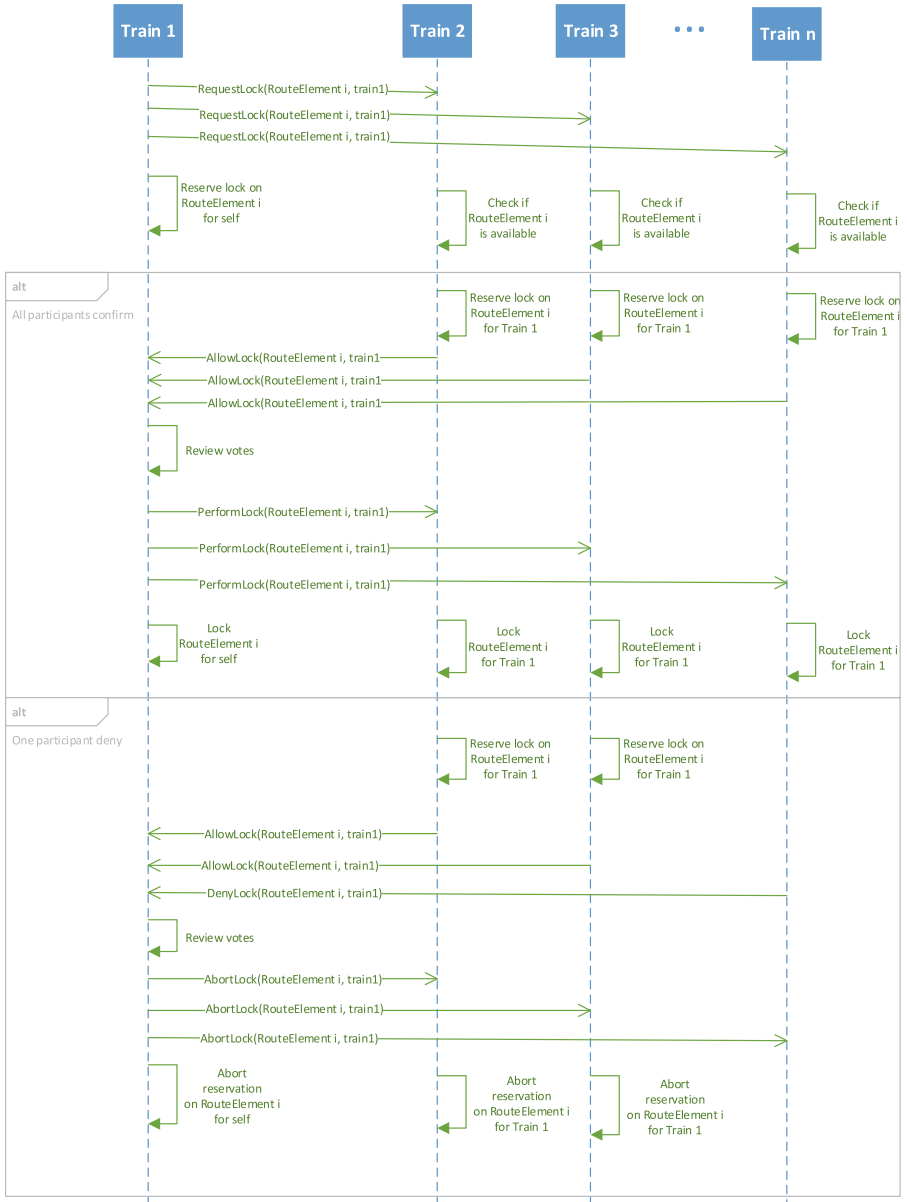 Train 1
Train 2
Train 3
...
Train n
RequestLock(RouteElement i, train1)
RequestLock(RouteElement i, train1)
RequestLock(RouteElement i, train1)
Reserve lock on
RouteElement i
for self
Check if
RouteElement i
is available
Check if
RouteElement i
is available
Check if
RouteElement i
is available
alt
All participants confirm
Reserve lock on
RouteElement i
for Train 1
Reserve lock on
RouteElement i
for Train 1
Reserve lock on
RouteElement i
for Train 1
AllowLock(RouteElement i, train1
AllowLock(RouteElement i, train1
AllowLock(RouteElement i, train1
Review votes
PerformLock(RouteElement i, train1)
PerformLock(RouteElement i, train1)
PerformLock(RouteElement i, train1)
Lock
RouteElement i
for self
Lock
RouteElement i
for Train 1
Lock
RouteElement i
for Train 1
Lock
RouteElement i
for Train 1
alt
One participant deny
Reserve lock on
RouteElement i
for Train 1
Reserve lock on
RouteElement i
for Train 1
AllowLock(RouteElement i, train1)
AllowLock(RouteElement i, train1)
DenyLock(RouteElement i, train1)
Review votes
AbortLock(RouteElement i, train1)
AbortLock(RouteElement i, train1)
AbortLock(RouteElement i, train1)
Abort
reservation
on RouteElement i
for self
Abort
reservation
on RouteElement i
for Train 1
Abort
reservation
on RouteElement i
for Train 1